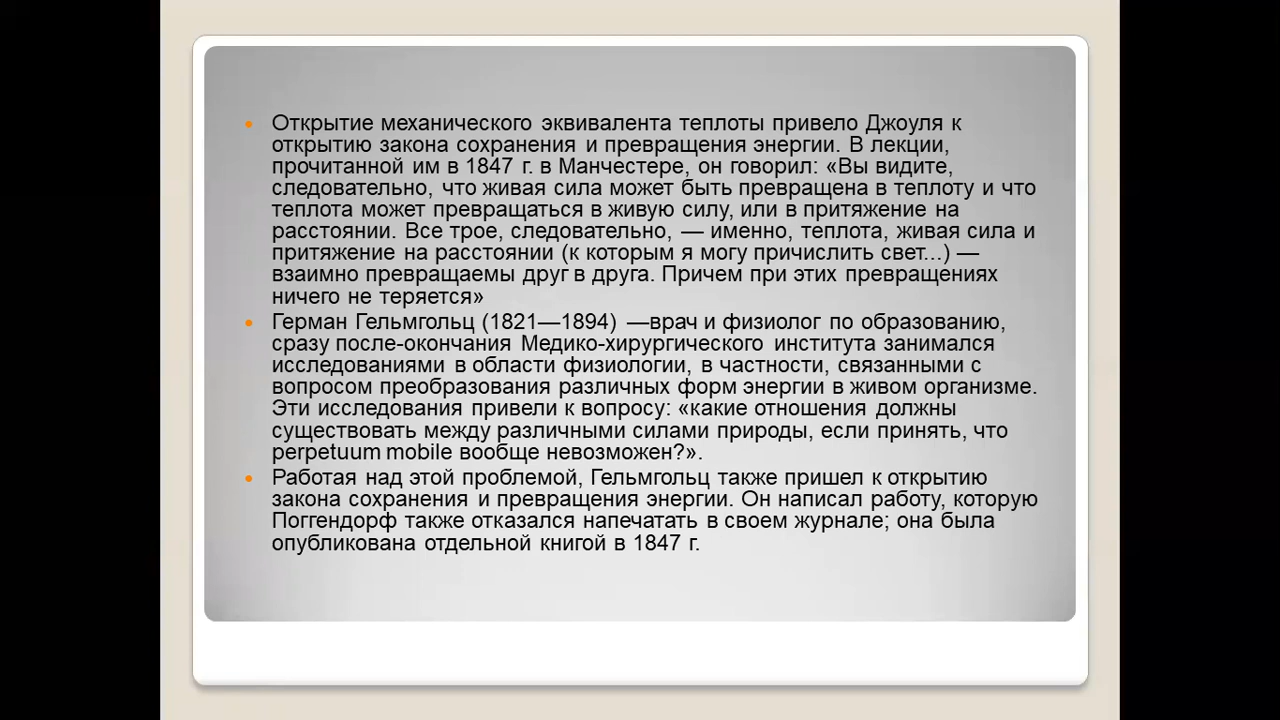 Открытие механического эквивалента теплоты привело Джоуля к
открытию закона сохранения и превращения энергии. В лекции,
прочитанной им в 1847 г. в Манчестере, он говорил: «Вы видите,
следовательно, что живая сила может быть превращена в теплоту и что
теплота может превращаться в живую силу, или в притяжение на
расстоянии. Все трое, следовательно, — именно, теплота, живая сила и
притяжение на расстоянии (к которым я могу причислить свет...) —
взаимно превращаемы друг в друга. Причем при этих превращениях
ничего не теряется»
Герман Гельмгольц (1821—1894) —врач и физиолог по образованию,
сразу после-окончания Медико-хирургического института занимался
исследованиями в области физиологии, в частности, связанными с
вопросом преобразования различных форм энергии в живом организме.
Эти исследования привели к вопросу: «какие отношения должны
существовать между различными силами природы, если принять, что
perpetuum mobile вообще невозможен?».
Работая над этой проблемой, Гельмгольц также пришел к открытию
закона сохранения и превращения энергии. Он написал работу, которую
Поггендорф также отказался напечатать в своем журнале; она была
опубликована отдельной книгой в 1847 г.